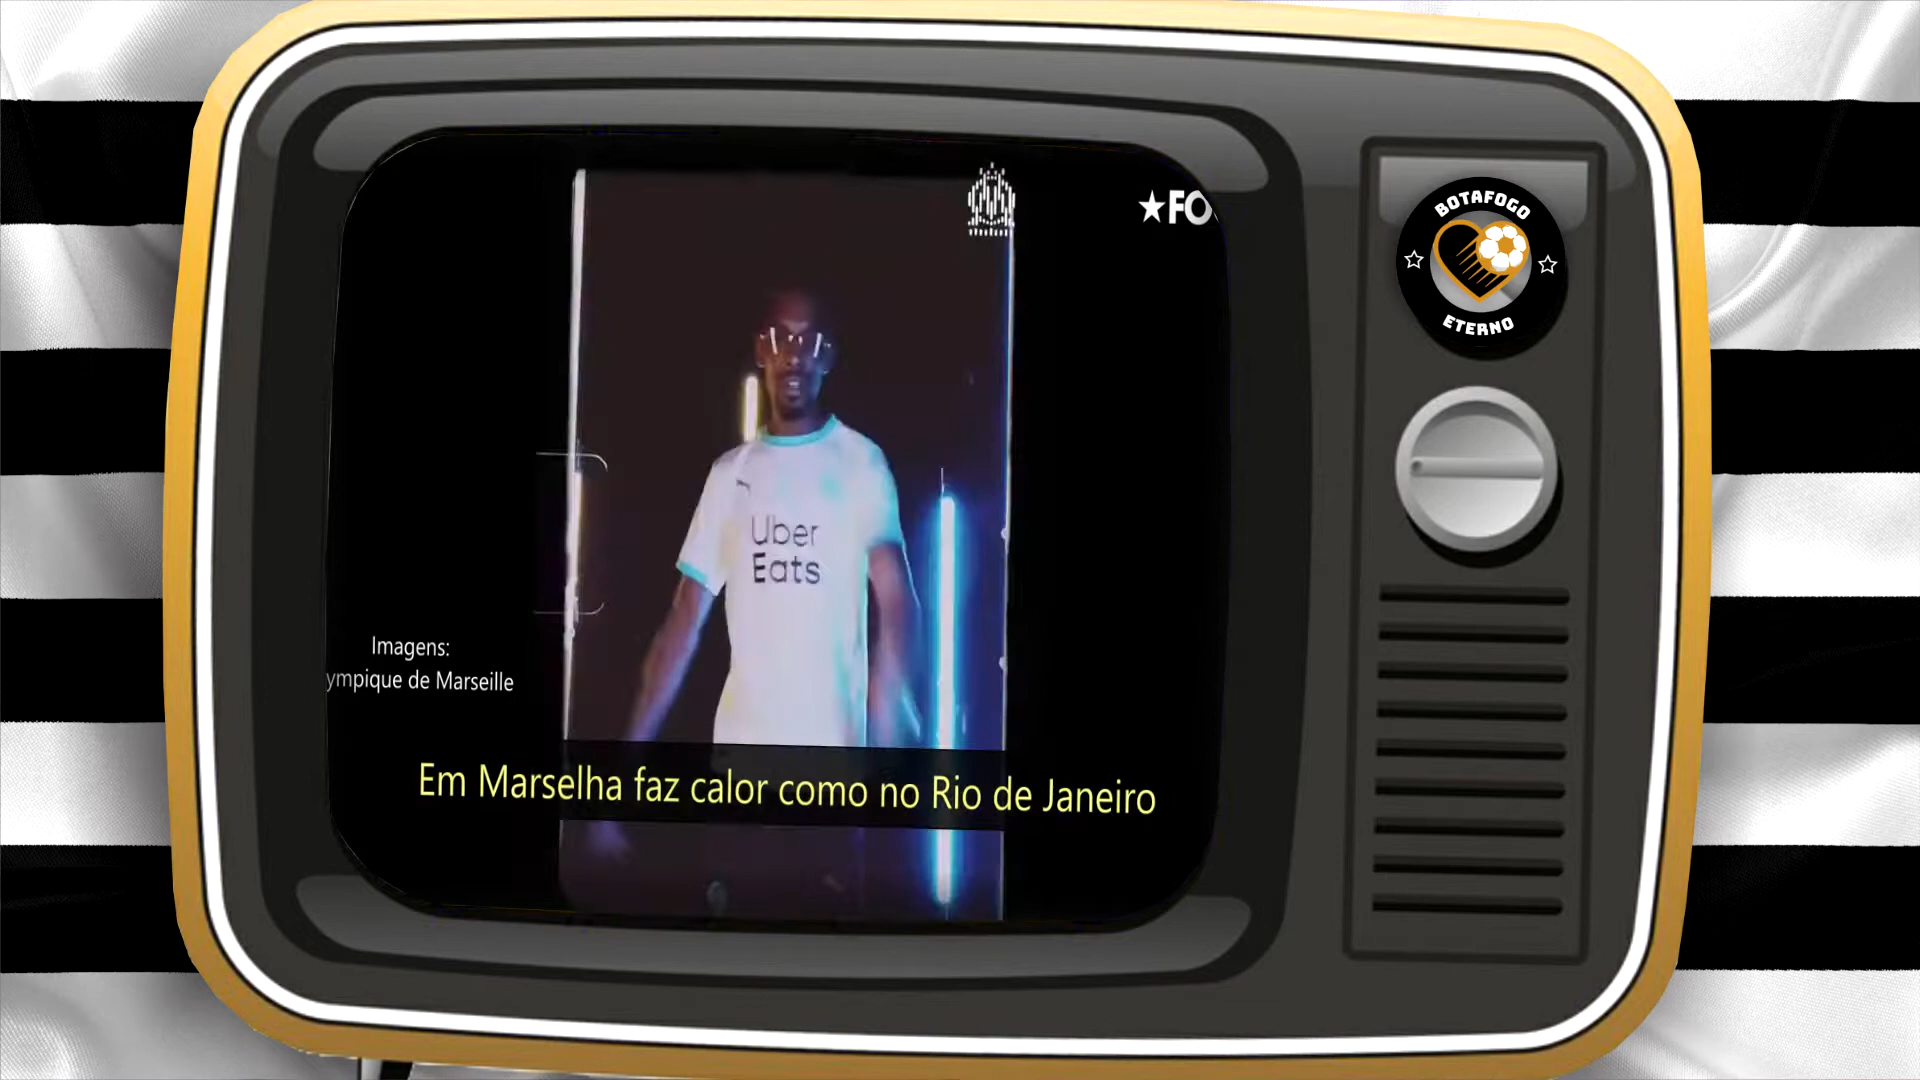 ★FO
BOTAFOGO
ETERNO
Uber
Eats
Imagens:
ympique de Marseille
Em Marselha faz calor como no Rio de Janeiro